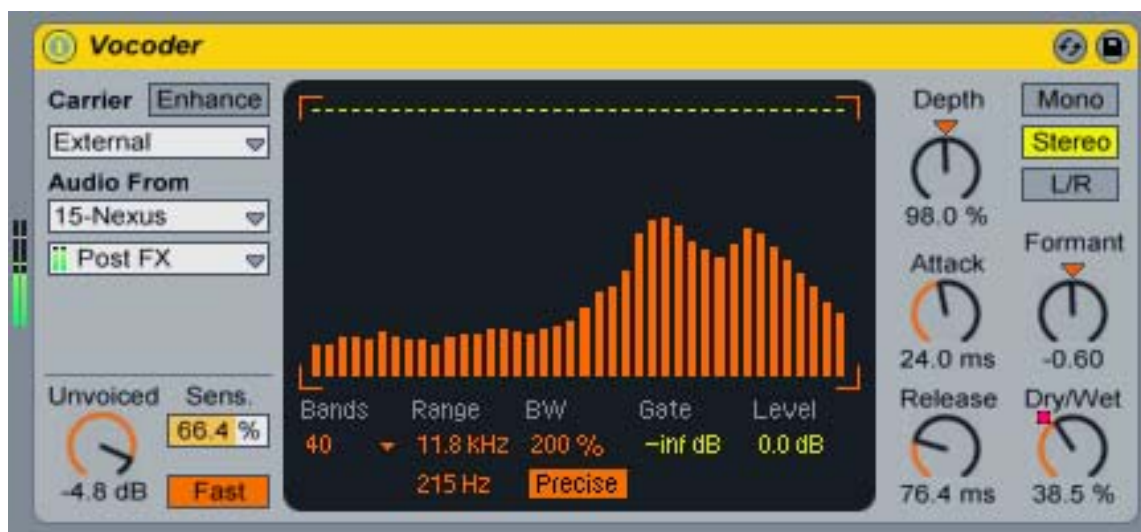 Vocoder
Carrier Enhance
External
Audio From
15-Nexus
Post FX
Unvoiced Sens.
66.4 %
-4.8 dB Fast
Bands Range BW Gate Level
40 11.8 kHz 200 % -inf dB 0.0 dB
215 Hz Precise
Depth
98.0 %
Attack
24.0 ms
Release
76.4 ms
Mono
Stereo
L/R
Formant
-0.60
Dry/Wet
38.5 %